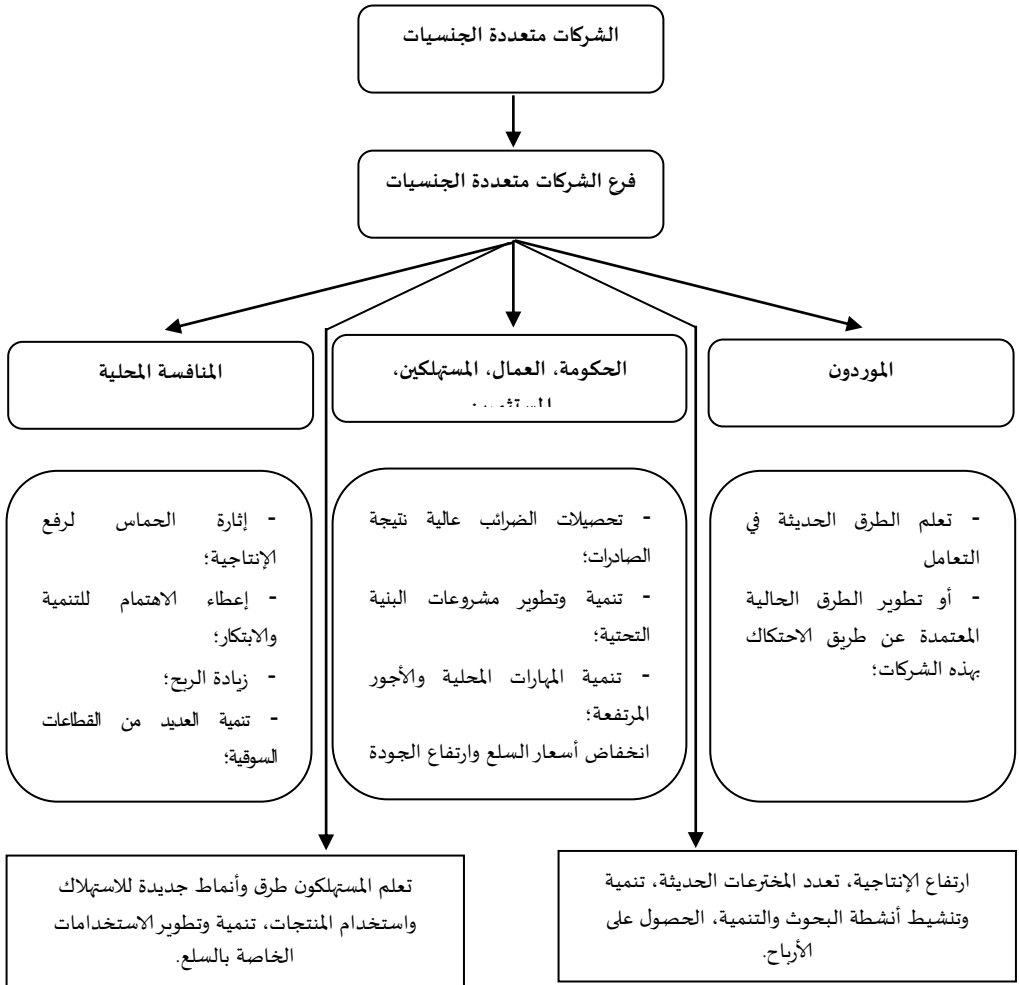 الشركات متعددة الجنسيات
فرع الشركات متعددة الجنسيات
الموردون
الحكومة، العمال، المستهلكين،
المنافسة المحلية
- تعلم الطرق الحديثة في
التعامل
- أو تطوير الطرق الحالية
المعتمدة عن طريق الاحتكاك
بهذه الشركات؛
- تحصيلات الضرائب عالية نتيجة
الصادرات؛
- تنمية وتطوير مشروعات البنية
التحتية؛
- تنمية المهارات المحلية والأجور
المرتفعة؛
انخفاض أسعار السلع وارتفاع الجودة
- إثارة الحماس لرفع
الإنتاجية؛
- إعطاء الاهتمام للتنمية
والابتكار؛
- زيادة الربح؛
- تنمية العديد من القطاعات
السوقية؛
ارتفاع الإنتاجية، تعدد المخترعات الحديثة، تنمية
وتنشيط أنشطة البحوث والتنمية، الحصول على
الأرباح.
تعلم المستهلكون طرق وأنماط جديدة للاستهلاك
واستخدام المنتجات، تنمية وتطوير الاستخدامات
الخاصة بالسلع.